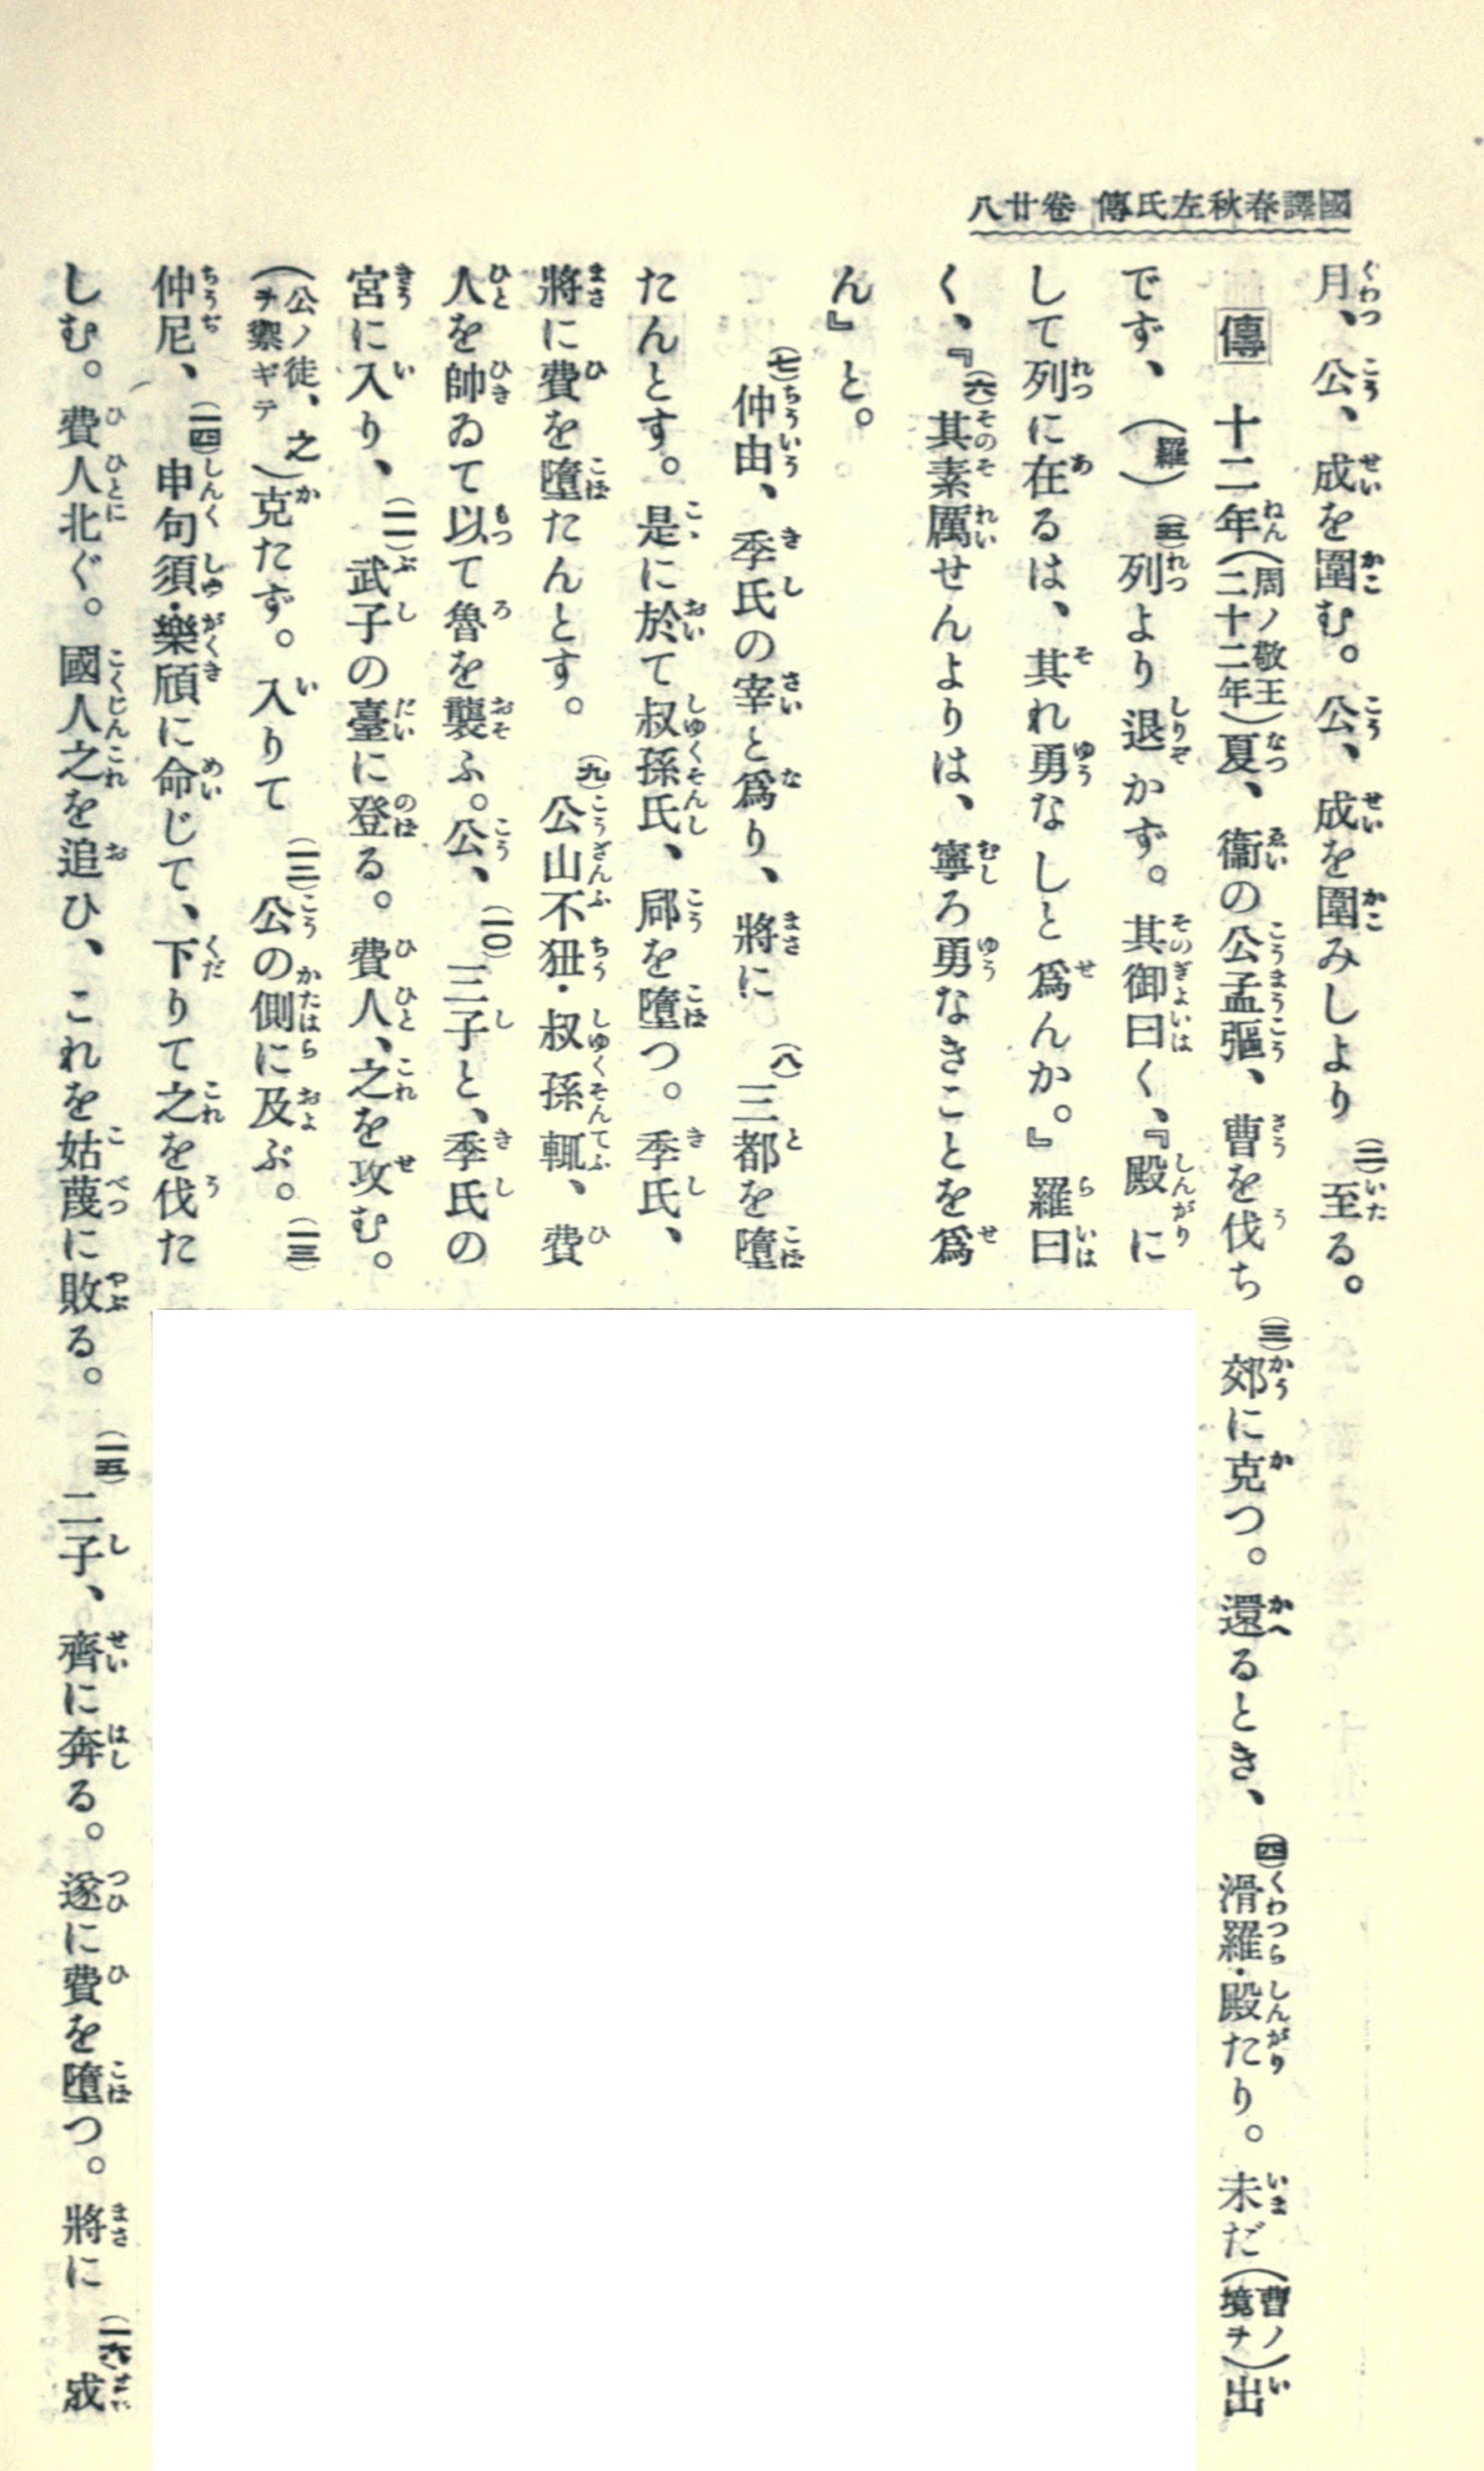 國譯春秋左氏傳 卷廿八
月、公、成を圍む。公、成を圍みしより(二)至る。
傳 十二年(周ノ敬王二十二年)夏、衞の公孟彄、曹を伐ち(三)郊に克つ。還るとき、(四)滑羅・殿たり。未だ(曹ノ境ヲ)出
でず、(羅)(五)列より退かず。其御曰く、『殿に
して列に在るは、其れ勇なしと爲んか。』羅曰
く、『(六)其素厲せんよりは、寧ろ勇なきことを爲
ん』と。
(七)仲由、季氏の宰と爲り、將に(八)三都を墮
たんとす。是に於て叔孫氏、郈を墮つ。季氏、
將に費を墮たんとす。(九)公山不狃・叔孫輒、費
人を帥ゐて以て魯を襲ふ。公、(一〇)三子と、季氏の
宮に入り、(一一)武子の臺に登る。費人、之を攻む。
(公ノ徒、之ヲ禦ギテ)克たず。入りて(一二)公の側に及ぶ。(一三)
仲尼、(一四)申句須・樂頎に命じて、下りて之を伐た
しむ。費人北ぐ。國人之を追ひ、これを姑蔑に敗る。(一五)二子、齊に奔る。遂に費を墮つ。將に(一六)成